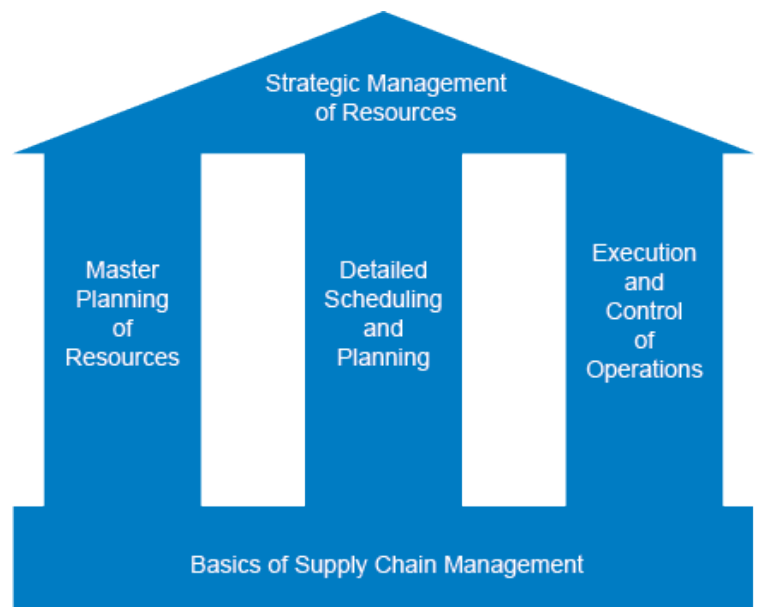 Strategic Management
of Resources
Master
Planning
of
Resources
Detailed
Scheduling
and
Planning
Execution
and
Control
of
Operations
Basics of Supply Chain Management